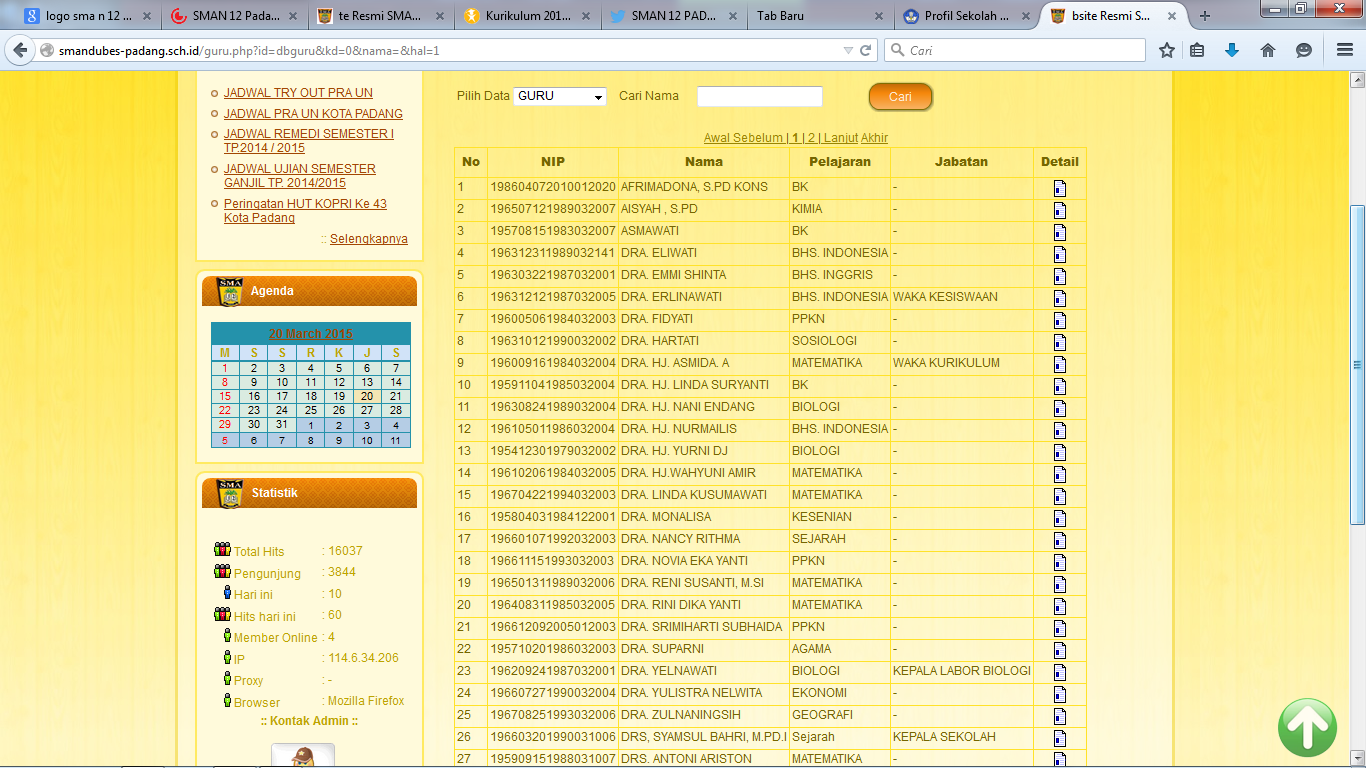 logo sma n 12 ...
SMAN 12 Pada...
te Resmi SMA...
Kurikulum 201...
SMAN 12 PAD...
Tab Baru
Profil Sekolah ...
bsite Resmi S...
smandubes-padang.sch.id/guru.php?id=dbguru&tkd=0&nama=&hal=1
Cari
JADWAL TRY OUT PRA UN
JADWAL PRA UN KOTA PADANG
JADWAL REMEDI SEMESTER I
TP.2014 / 2015
JADWAL UJIAN SEMESTER
GANJIL TP. 2014/2015
Peringatan HUT KOPRI Ke 43
Kota Padang
:: Selengkapnya
SMA
Agenda
20 March 2015
M S S R K J S
1 2 3 4 5 6 7
8 9 10 11 12 13 14
15 16 17 18 19 20 21
22 23 24 25 26 27 28
29 30 31 1 2 3 4
5 6 7 8 9 10 11
SMA
Statistik
Total Hits : 16037
Pengunjung : 3844
Hari ini : 10
Hits hari ini : 60
Member Online : 4
IP : 114.6.34.206
Proxy : -
Browser : Mozilla Firefox
:: Kontak Admin ::
Pilih Data GURU Cari Nama Cari
Awal Sebelum | 1 | 2 | Lanjut Akhir
No NIP Nama Pelajaran Jabatan Detail
1 198604072010012020 AFRIMADONA, S.PD KONS BK -
2 196507121989032007 AISYAH , S.PD KIMIA -
3 195708151983032007 ASMAWATI BK -
4 196312311989032141 DRA. ELIWATI BHS. INDONESIA -
5 196303221987032001 DRA. EMMI SHINTA BHS. INGGRIS -
6 196312121987032005 DRA. ERLINAWATI BHS. INDONESIA WAKA KESISWAAN
7 196005061984032003 DRA. FIDYATI PPKN -
8 196310121990032002 DRA. HARTATI SOSIOLOGI -
9 196009161984032004 DRA. HJ. ASMIDA. A MATEMATIKA WAKA KURIKULUM
10 195911041985032004 DRA. HJ. LINDA SURYANTI BK -
11 196308241989032004 DRA. HJ. NANI ENDANG BIOLOGI -
12 196105011986032004 DRA. HJ. NURMAILIS BHS. INDONESIA -
13 195412301979032002 DRA. HJ. YURNI DJ BIOLOGI -
14 196102061984032005 DRA. HJ.WAHYUNI AMIR MATEMATIKA -
15 196704221994032003 DRA. LINDA KUSUMAWATI MATEMATIKA -
16 195804031984122001 DRA. MONALISA KESENIAN -
17 196601071992032003 DRA. NANCY RITHMA SEJARAH -
18 196611151993032003 DRA. NOVIA EKA YANTI PPKN -
19 196501311989032006 DRA. RENI SUSANTI, M.SI MATEMATIKA -
20 196408311985032005 DRA. RINI DIKA YANTI MATEMATIKA -
21 196612092005012003 DRA. SRIMIHARTI SUBHAIDA PPKN -
22 195710201986032003 DRA. SUPARNI AGAMA -
23 196209241987032001 DRA. YELNAWATI BIOLOGI KEPALA LABOR BIOLOGI
24 196607271990032004 DRA. YULISTRA NELWITA EKONOMI -
25 196708251993032006 DRA. ZULNANINGSIH GEOGRAFI -
26 196603201990031006 DRS, SYAMSUL BAHRI, M.PD.I Sejarah KEPALA SEKOLAH
27 195909151988031007 DRS. ANTONI ARISTON MATEMATIKA -